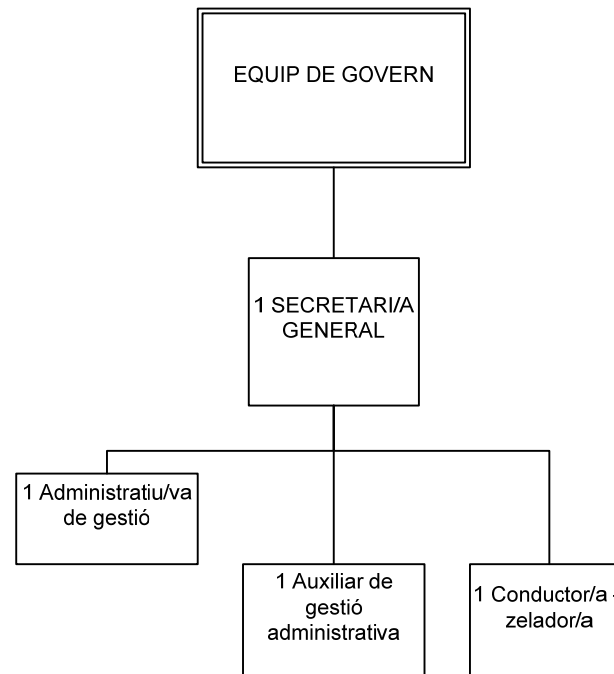 EQUIP DE GOVERN
1 SECRETARI/A
GENERAL
1 Administratiu/va
de gestió
1 Auxiliar de
gestió
administrativa
1 Conductor/a -
zelador/a